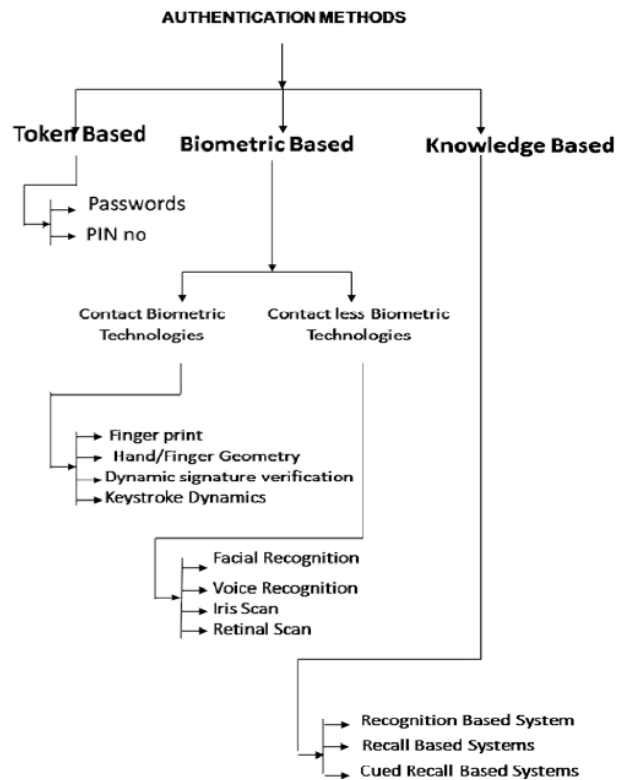 AUTHENTICATION METHODS
Token Based
Biometric Based
Knowledge Based
Passwords
PIN no
Contact Biometric
Technologies
Contact less Biometric
Technologies
Finger print
Hand/Finger Geometry
Dynamic signature verification
Keystroke Dynamics
Facial Recognition
Voice Recognition
Iris Scan
Retinal Scan
Recognition Based System
Recall Based Systems
Cued Recall Based Systems